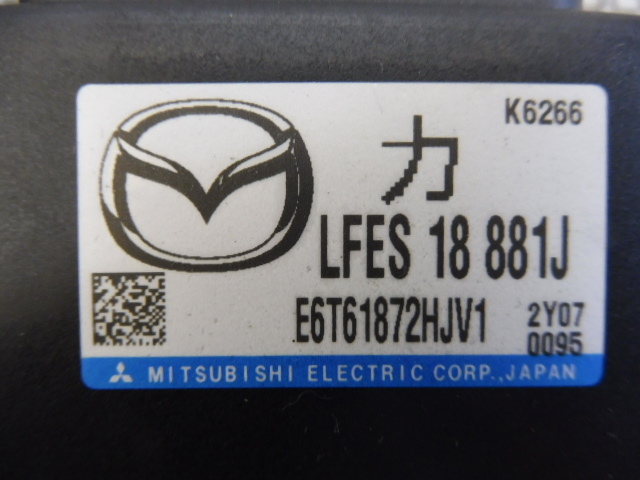 K6266
カ
LFES 18 881J
E6T61872HJV1
2Y07
0095
MITSUBISHI ELECTRIC CORP.,JAPAN